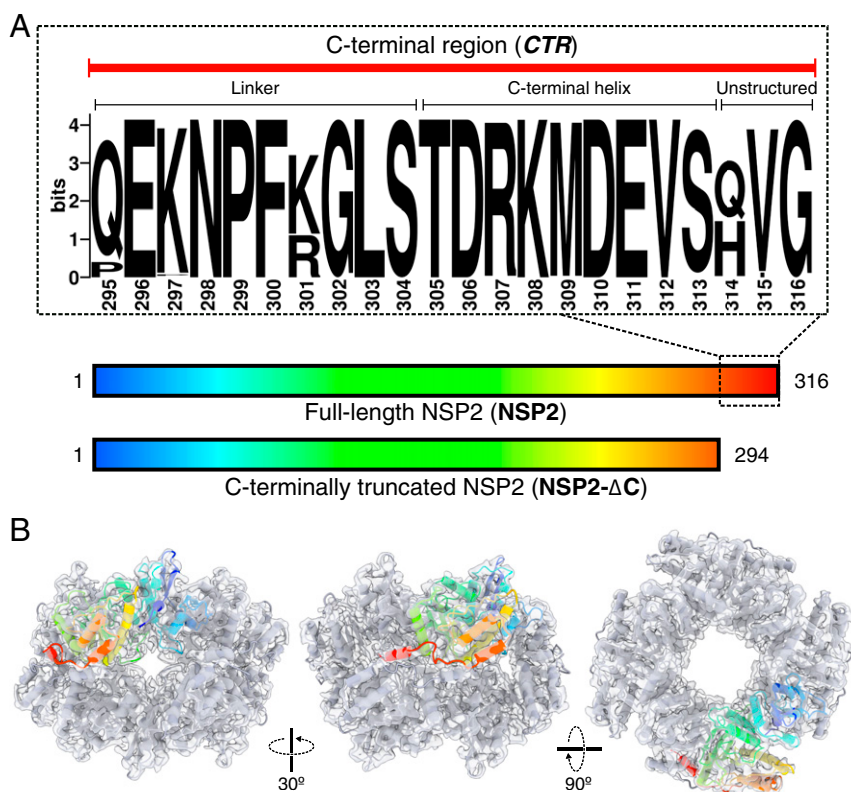 A
C-terminal region (CTR)
Linker C-terminal helix Unstructured
4
3
2
1
0
bits
QEKNPFKGLSTDRKMDEVSQVG
P R H
295 296 297 298 299 300 301 302 303 304 305 306 307 308 309 310 311 312 313 314 315 316
1 316
Full-length NSP2 (NSP2)
1 294
C-terminally truncated NSP2 (NSP2-ΔC)
B
30º 90º